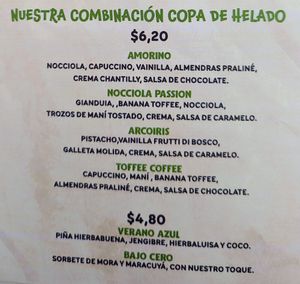 NUESTRA COMBINACIÓN COPA DE HELADO
$6,20
AMORINO
NOCCIOLA, CAPUCCINO, VAINILLA, ALMENDRAS PRALINÉ,
CREMA CHANTILLY, SALSA DE CHOCOLATE.
NOCCIOLA PASSION
GIANDUIA, ,BANANA TOFFEE, NOCCIOLA,
TROZOS DE MANÍ TOSTADO, CREMA, SALSA DE CARAMELO.
ARCOIRIS
PISTACHO,VAINILLA FRUTTI DI BOSCO,
GALLETA MOLIDA, CREMA, SALSA DE CARAMELO.
TOFFEE COFFEE
CAPUCCINO, MANÍ , BANANA TOFFEE,
ALMENDRAS PRALINÉ, CREMA, SALSA DE CHOCOLATE.
$4,80
VERANO AZUL
PIÑA HIERBABUENA, JENGIBRE, HIERBALUISA Y COCO.
BAJO CERO
SORBETE DE MORA Y MARACUYÁ, CON NUESTRO TOQUE.